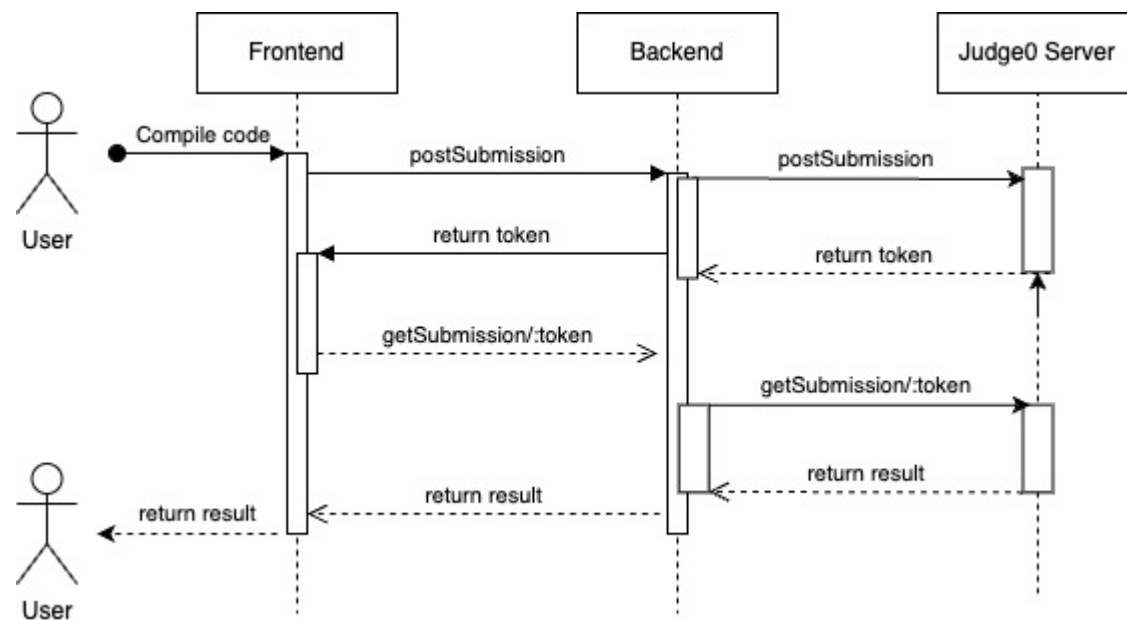 Frontend
Backend
Judge0 Server
Compile code
postSubmission
postSubmission
User
return token
return token
getSubmission/:token
getSubmission/:token
return result
return result
return result
User